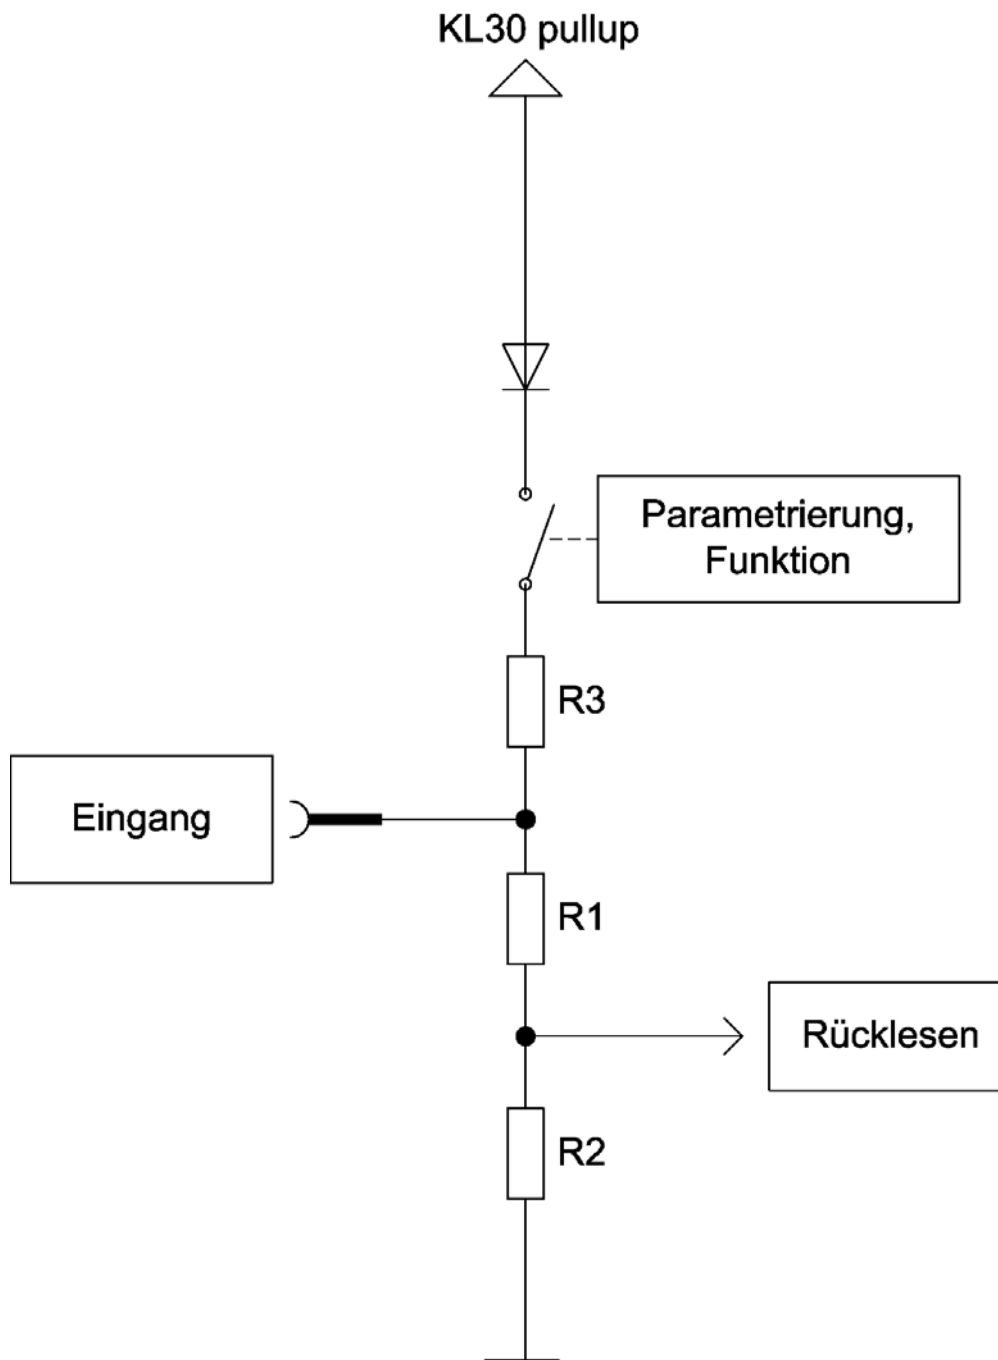 KL30 pullup
Parametrierung,
Funktion
R3
Eingang
R1
Rücklesen
R2